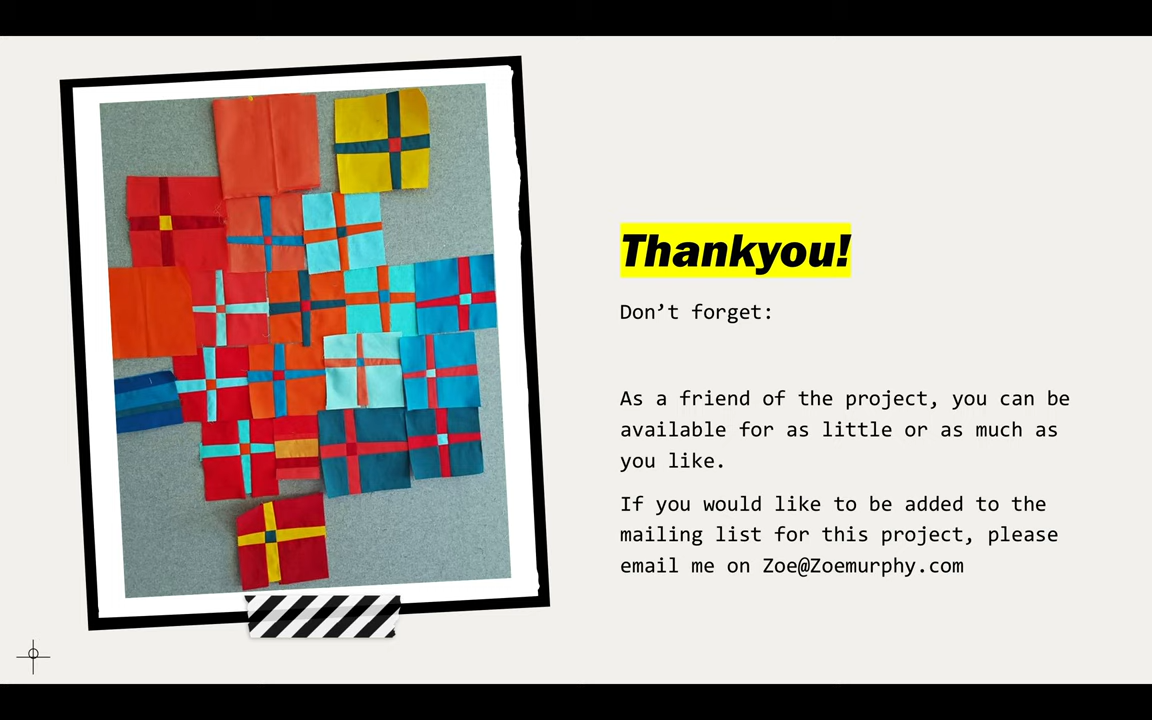 Thankyou!
Don’t forget:
As a friend of the project, you can be
available for as little or as much as
you like.
If you would like to be added to the
mailing list for this project, please
email me on Zoe@Zoemurphy.com